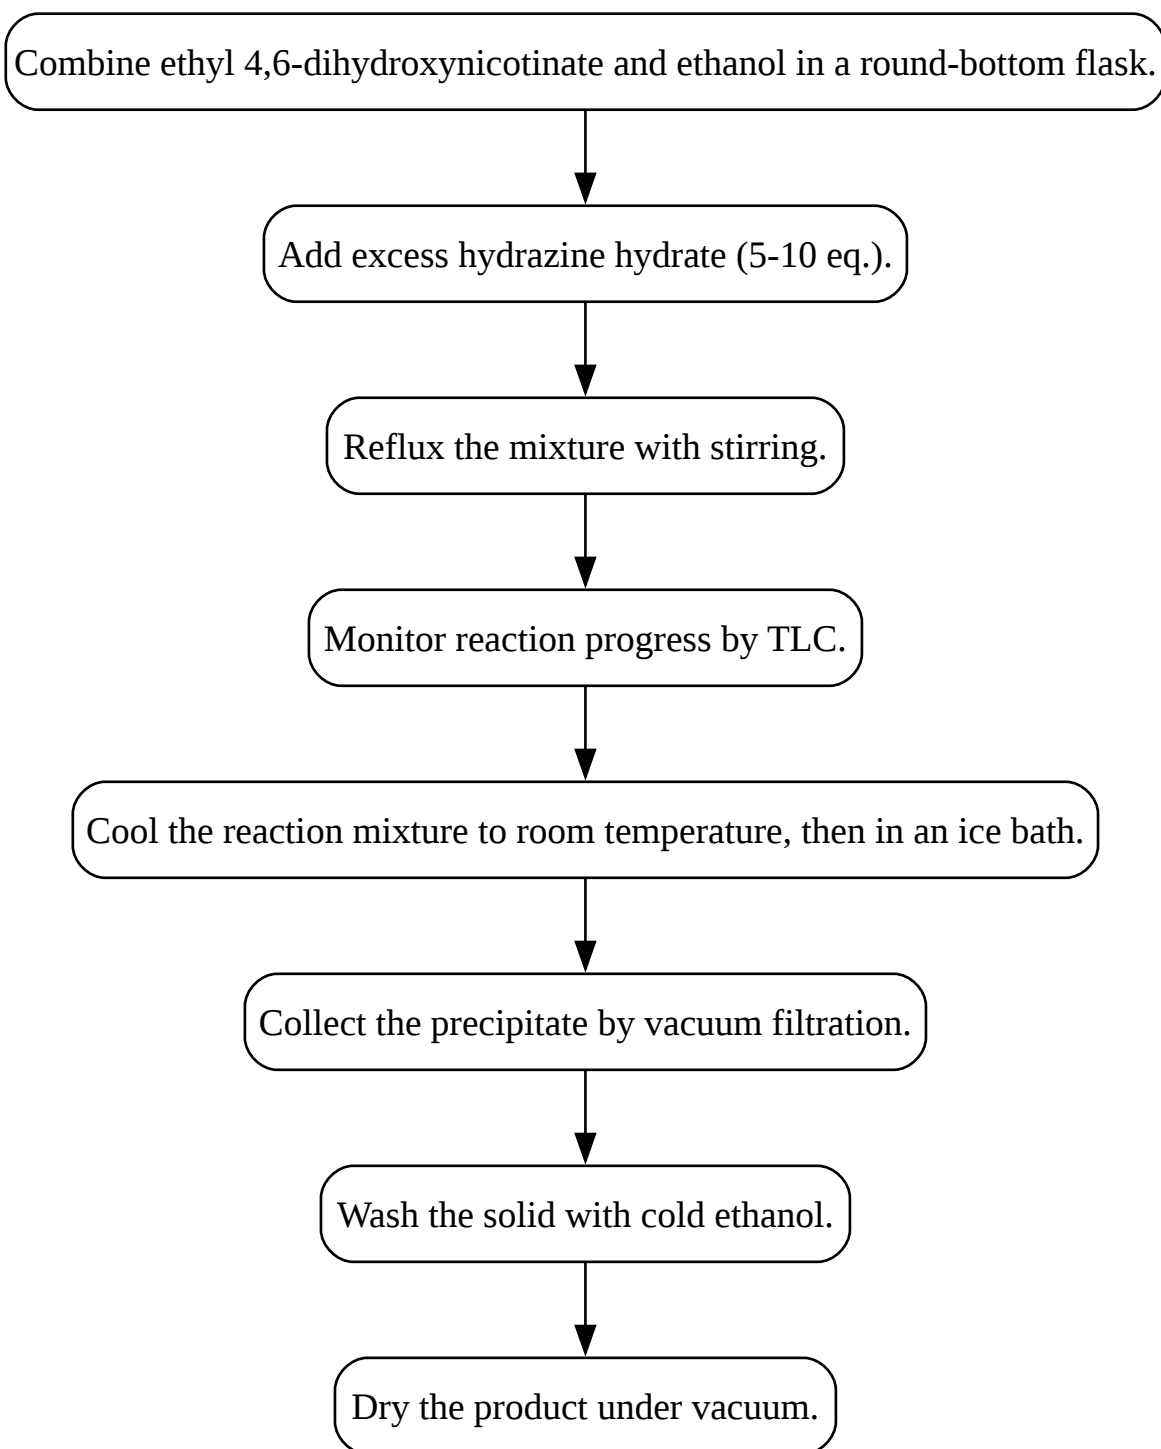 Combine ethyl 4,6-dihydroxynicotinate and ethanol in a round-bottom flask.
Add excess hydrazine hydrate (5-10 eq.).
Reflux the mixture with stirring.
Monitor reaction progress by TLC.
Cool the reaction mixture to room temperature, then in an ice bath.
Collect the precipitate by vacuum filtration.
Wash the solid with cold ethanol.
Dry the product under vacuum.